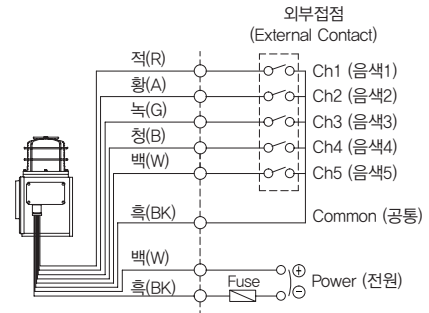 외부접점
(External Contact)
적(R)
Ch1 (음색1)
황(A)
Ch2 (음색2)
녹(G)
Ch3 (음색3)
청(B)
Ch4 (음색4)
백(W)
Ch5 (음색5)
흑(BK)
Common (공통)
백(W)
⊕
Fuse
Power (전원)
흑(BK)
⊖